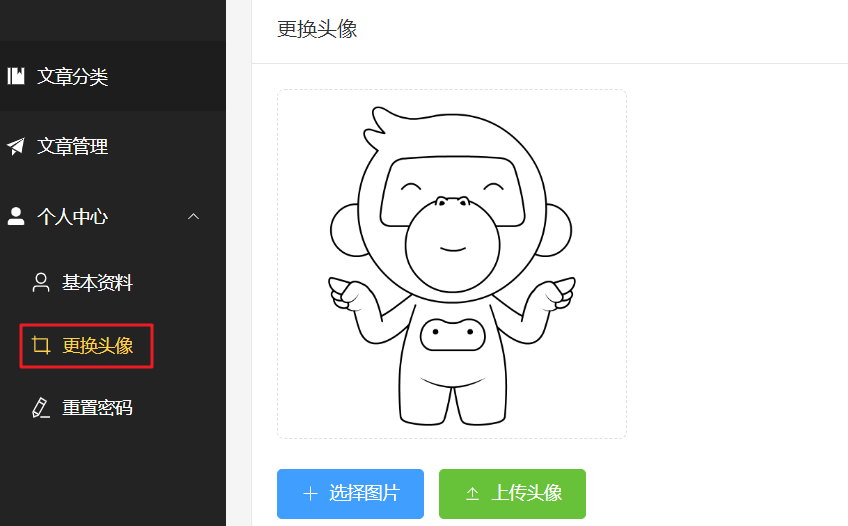 更换头像
文章分类
文章管理
个人中心
基本资料
更换头像
重置密码
选择图片
上传头像